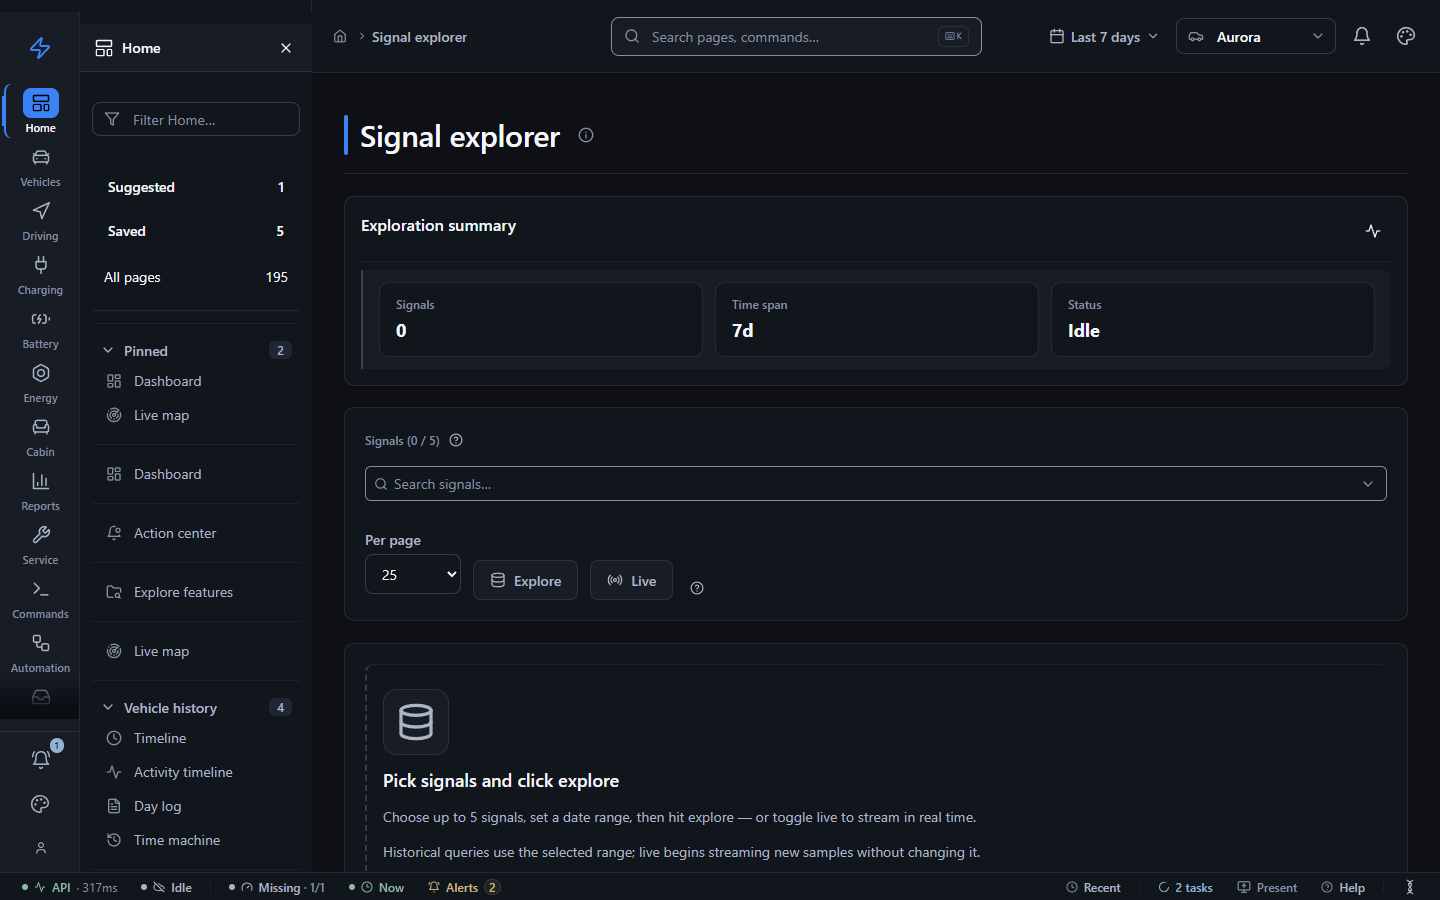 Home
Vehicles
Driving
Charging
Battery
Energy
Cabin
Reports
Service
Commands
Automation
1
Home
Filter Home...
Suggested 1
Saved 5
All pages 195
Pinned 2
Dashboard
Live map
Dashboard
Action center
Explore features
Live map
Vehicle history 4
Timeline
Activity timeline
Day log
Time machine
Signal explorer
Search pages, commands... K
Last 7 days
Aurora
Signal explorer
Exploration summary
Signals
0
Time span
7d
Status
Idle
Signals (0 / 5)
Search signals...
Per page
25
Explore
Live
Pick signals and click explore
Choose up to 5 signals, set a date range, then hit explore — or toggle live to stream in real time.
Historical queries use the selected range; live begins streaming new samples without changing it.
API · 317ms
Idle
Missing · 1/1
Now
Alerts 2
Recent
2 tasks
Present
Help